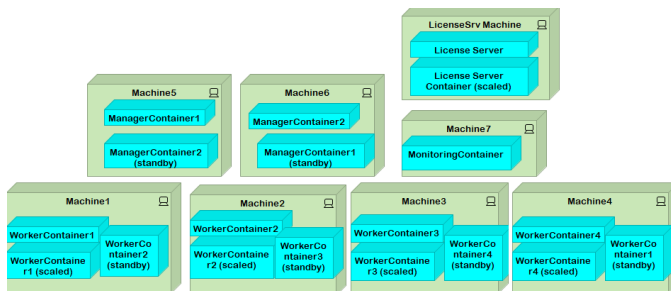 LicenseSrv Machine
License Server
License Server
Container (scaled)
Machine5
ManagerContainer1
ManagerContainer2
(standby)
Machine6
ManagerContainer2
ManagerContainer1
(standby)
Machine7
MonitoringContainer
Machine1
WorkerContainer1
WorkerContaine
r1 (scaled)
WorkerCo
ntainer2
(standby)
Machine2
WorkerContainer2
WorkerContaine
r2 (scaled)
WorkerCo
ntainer3
(standby)
Machine3
WorkerContainer3
WorkerContaine
r3 (scaled)
WorkerCo
ntainer4
(standby)
Machine4
WorkerContainer4
WorkerContaine
r4 (scaled)
WorkerCo
ntainer1
(standby)